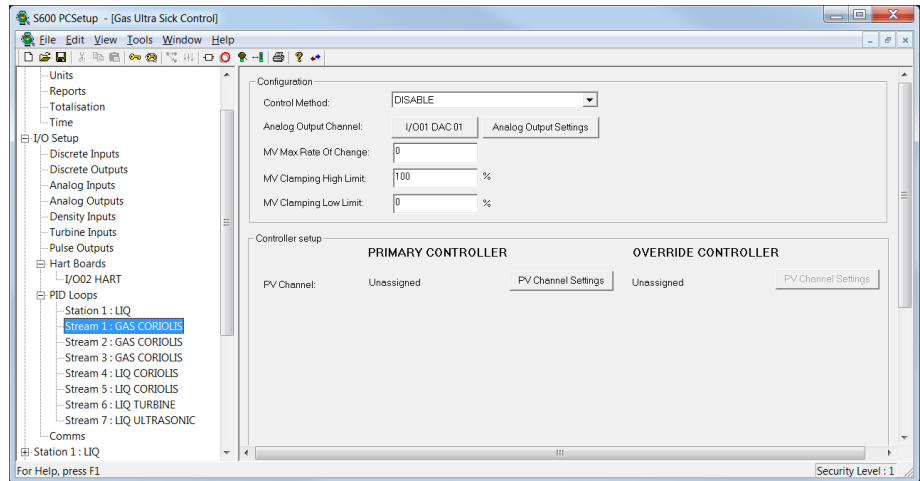 S600 PCSetup - [Gas Ultra Sick Control]
File Edit View Tools Window Help
Units
Reports
Totalisation
Time
I/O Setup
Discrete Inputs
Discrete Outputs
Analog Inputs
Analog Outputs
Density Inputs
Turbine Inputs
Pulse Outputs
Hart Boards
I/O02 HART
PID Loops
Station 1 : LIQ
Stream 1 : GAS CORIOLIS
Stream 2 : GAS CORIOLIS
Stream 3 : GAS CORIOLIS
Stream 4 : LIQ CORIOLIS
Stream 5 : LIQ CORIOLIS
Stream 6 : LIQ TURBINE
Stream 7 : LIQ ULTRASONIC
Comms
Station 1 : LIQ
Configuration
Control Method: DISABLE
Analog Output Channel: I/O01 DAC 01 Analog Output Settings
MV Max Rate Of Change: 0
MV Clamping High Limit: 100 %
MV Clamping Low Limit: 0 %
Controller setup
PRIMARY CONTROLLER OVERRIDE CONTROLLER
PV Channel: Unassigned PV Channel Settings Unassigned PV Channel Settings
For Help, press F1 Security Level : 1